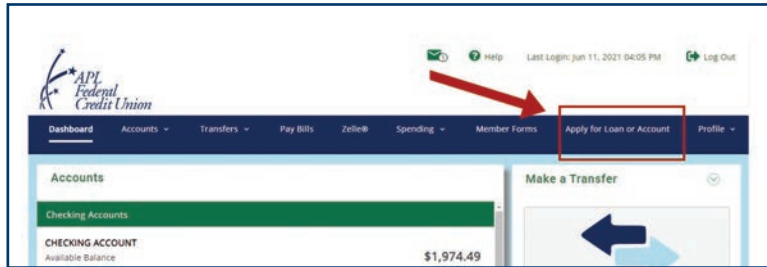 APL
Federal
Credit Union
Help Last Login: Jun 11, 2021 04:05 PM Log Out
Dashboard Accounts Transfers Pay Bills Zelle® Spending Member Forms Apply for Loan or Account Profile
Accounts
Make a Transfer
Checking Accounts
CHECKING ACCOUNT
Available Balance
$1,974.49